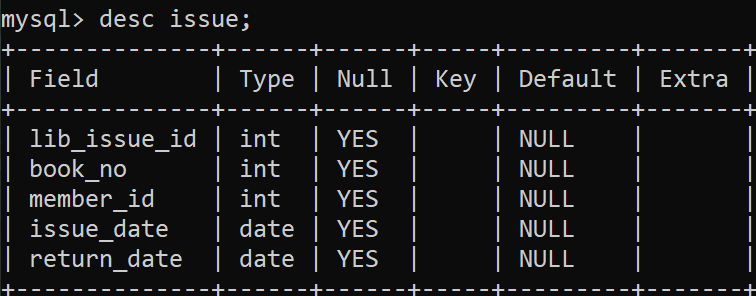 mysql> desc issue;
+--------------+------+------+-----+---------+-------+
| Field        | Type | Null | Key | Default | Extra |
+--------------+------+------+-----+---------+-------+
| lib_issue_id | int  | YES  |     | NULL    |       |
| book_no      | int  | YES  |     | NULL    |       |
| member_id    | int  | YES  |     | NULL    |       |
| issue_date   | date | YES  |     | NULL    |       |
| return_date  | date | YES  |     | NULL    |       |
+--------------+------+------+-----+---------+-------+